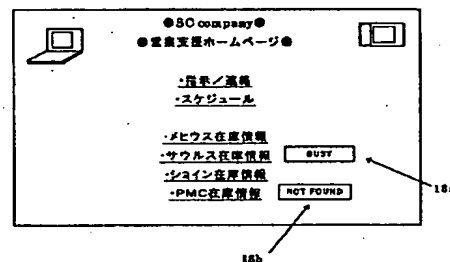 ●SC company●
●営業支援ホームページ●
・指示／連絡
・スケジュール
・メヒウス在庫情報
・サウルス在庫情報 BUSY
・ショイン在庫情報
・PMC在庫情報 NOT FOUND
18b